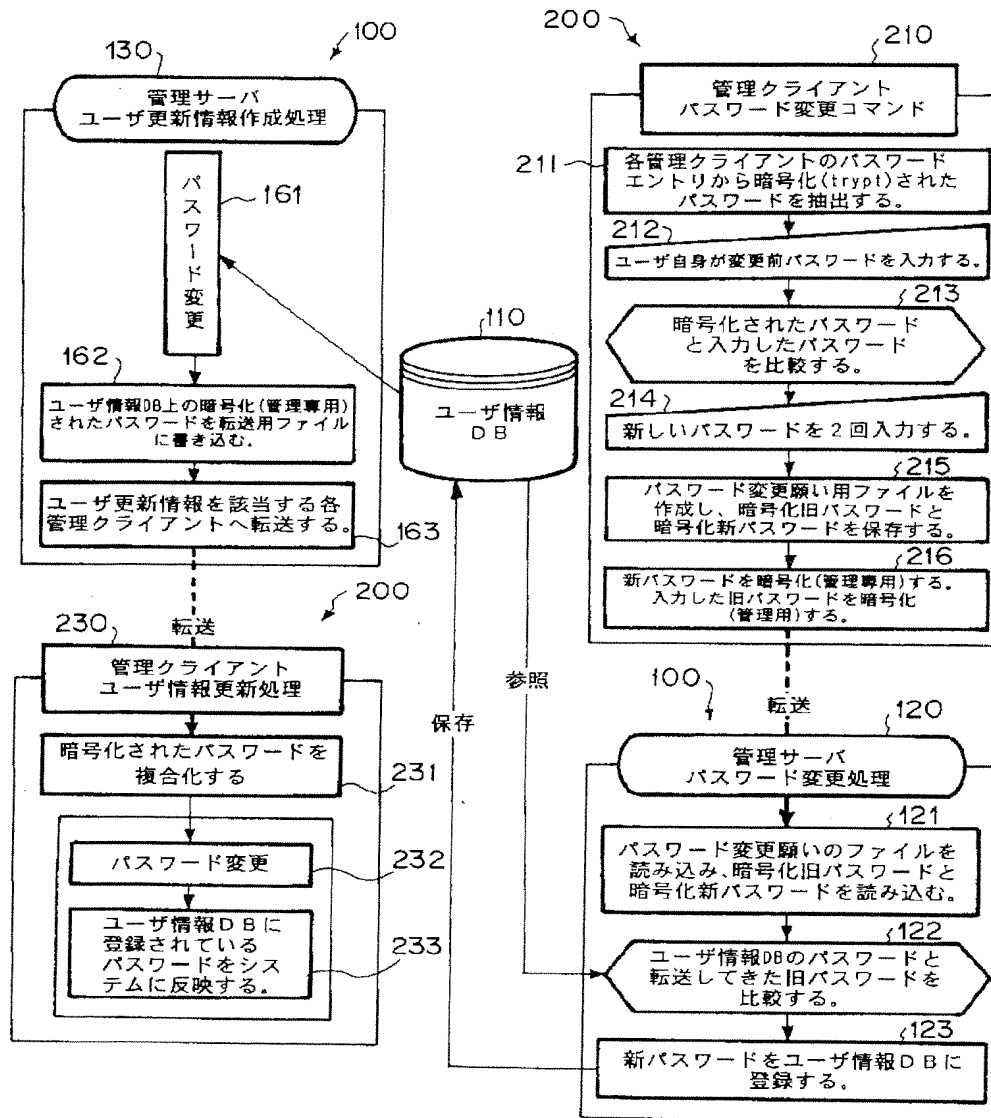 100
130
管理サーバ
ユーザ更新情報作成処理
パスワード変更
161
162
ユーザ情報DB上の暗号化(管理専用)
されたパスワードを転送用ファイル
に書き込む。
ユーザ更新情報を該当する各
管理クライアントへ転送する。
163
転送
200
230
管理クライアント
ユーザ情報更新処理
暗号化されたパスワードを
複合化する
231
パスワード変更
232
ユーザ情報DBに
登録されている
パスワードをシス
テムに反映する。
233
110
ユーザ情報
DB
保存
参照
200
210
管理クライアント
パスワード変更コマンド
211
各管理クライアントのパスワード
エントリから暗号化(trypt)された
パスワードを抽出する。
212
ユーザ自身が変更前パスワードを入力する。
213
暗号化されたパスワード
と入力したパスワード
を比較する。
214
新しいパスワードを2回入力する。
215
パスワード変更願い用ファイルを
作成し、暗号化旧パスワードと
暗号化新パスワードを保存する。
216
新パスワードを暗号化(管理専用)する。
入力した旧パスワードを暗号化
(管理用)する。
転送
100
120
管理サーバ
パスワード変更処理
121
パスワード変更願いのファイルを
読み込み、暗号化旧パスワードと
暗号化新パスワードを読み込む。
122
ユーザ情報DBのパスワードと
転送してきた旧パスワードを
比較する。
123
新パスワードをユーザ情報DBに
登録する。